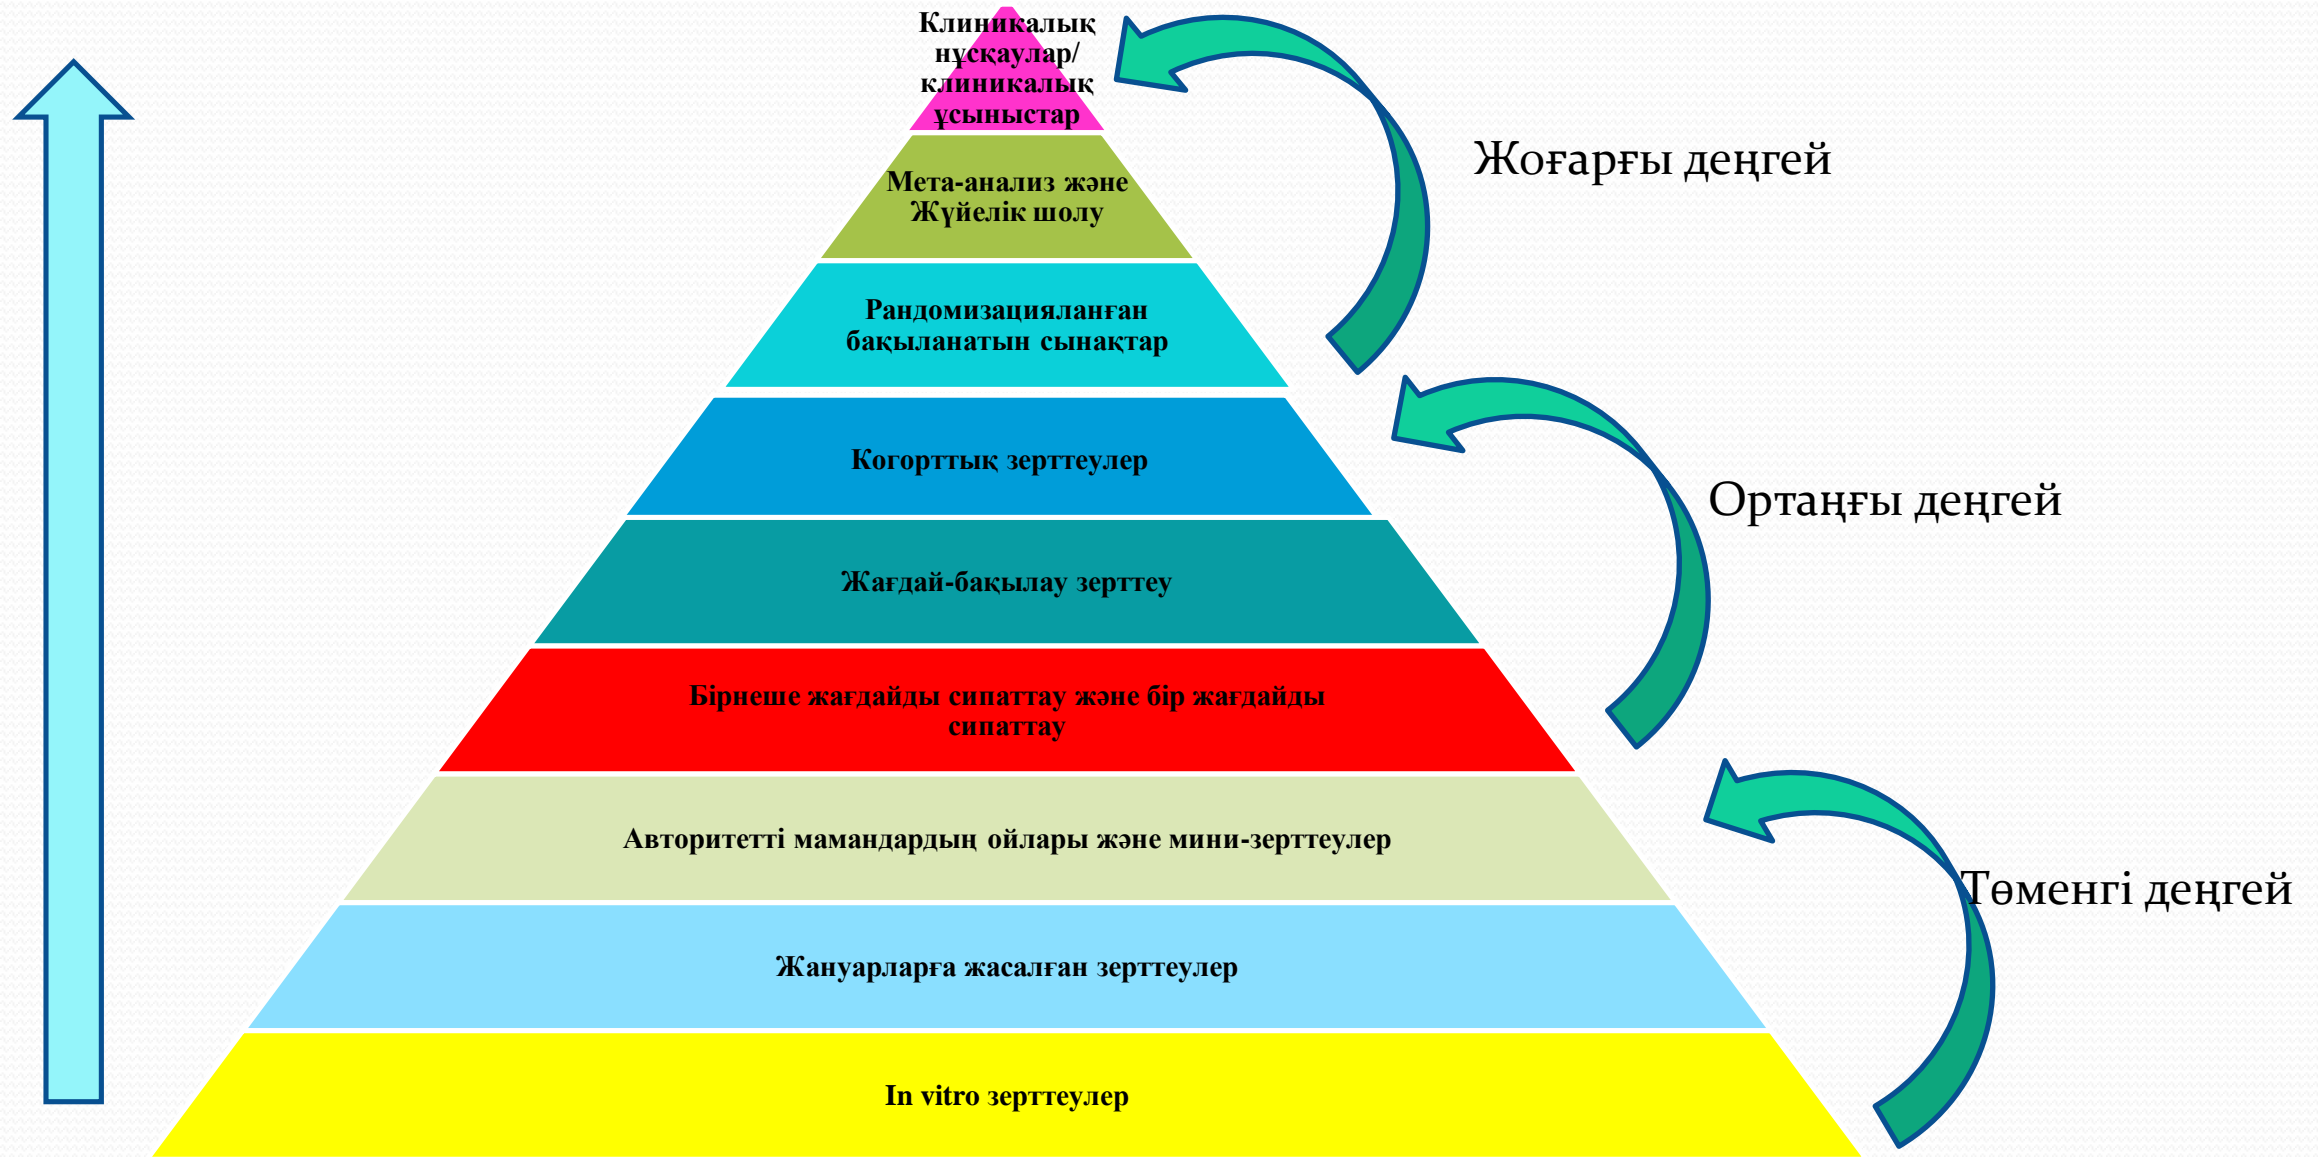 Клиникалық
нұсқаулар/
клиникалық
ұсыныстар
Мета-анализ және
Жүйелік шолу
Жоғарғы деңгей
Рандомизацияланған
бақыланатын сынақтар
Когорттық зерттеулер
Ортаңғы деңгей
Жағдай-бақылау зерттеу
Бірнеше жағдайды сипаттау және бір жағдайды
сипаттау
Авторитетті мамандардың ойлары және мини-зерттеулер
Төменгі деңгей
Жануарларға жасалған зерттеулер
In vitro зерттеулер